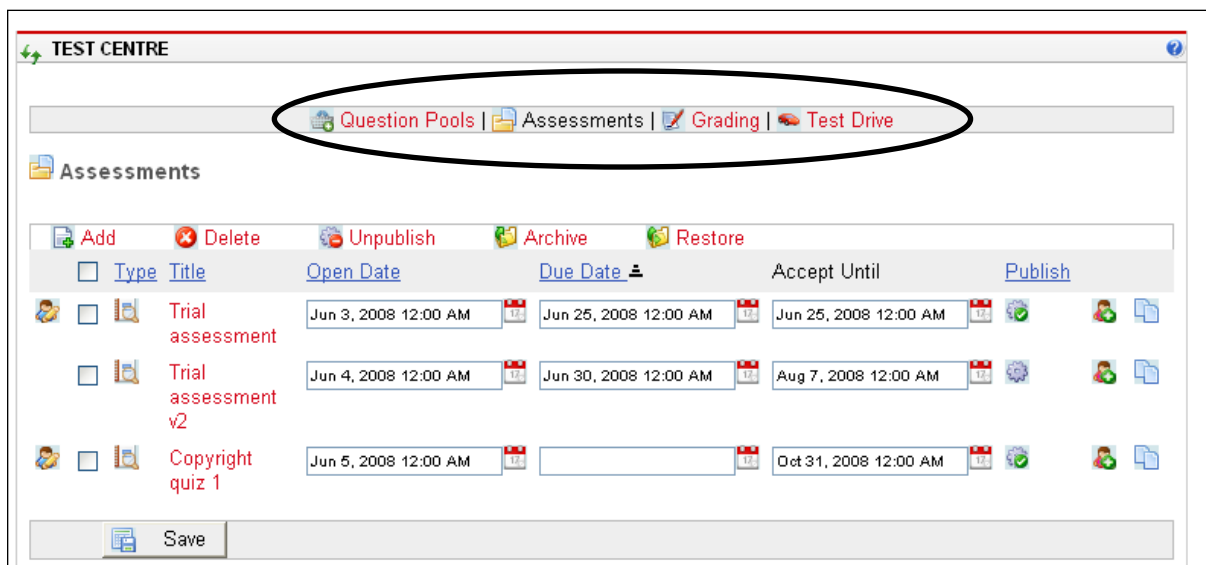 TEST CENTRE
Question Pools | Assessments | Grading | Test Drive
Assessments
Add Delete Unpublish Archive Restore
Type Title Open Date Due Date Accept Until Publish
Trial assessment Jun 3, 2008 12:00 AM Jun 25, 2008 12:00 AM Jun 25, 2008 12:00 AM
Trial assessment v2 Jun 4, 2008 12:00 AM Jun 30, 2008 12:00 AM Aug 7, 2008 12:00 AM
Copyright quiz 1 Jun 5, 2008 12:00 AM Oct 31, 2008 12:00 AM
Save